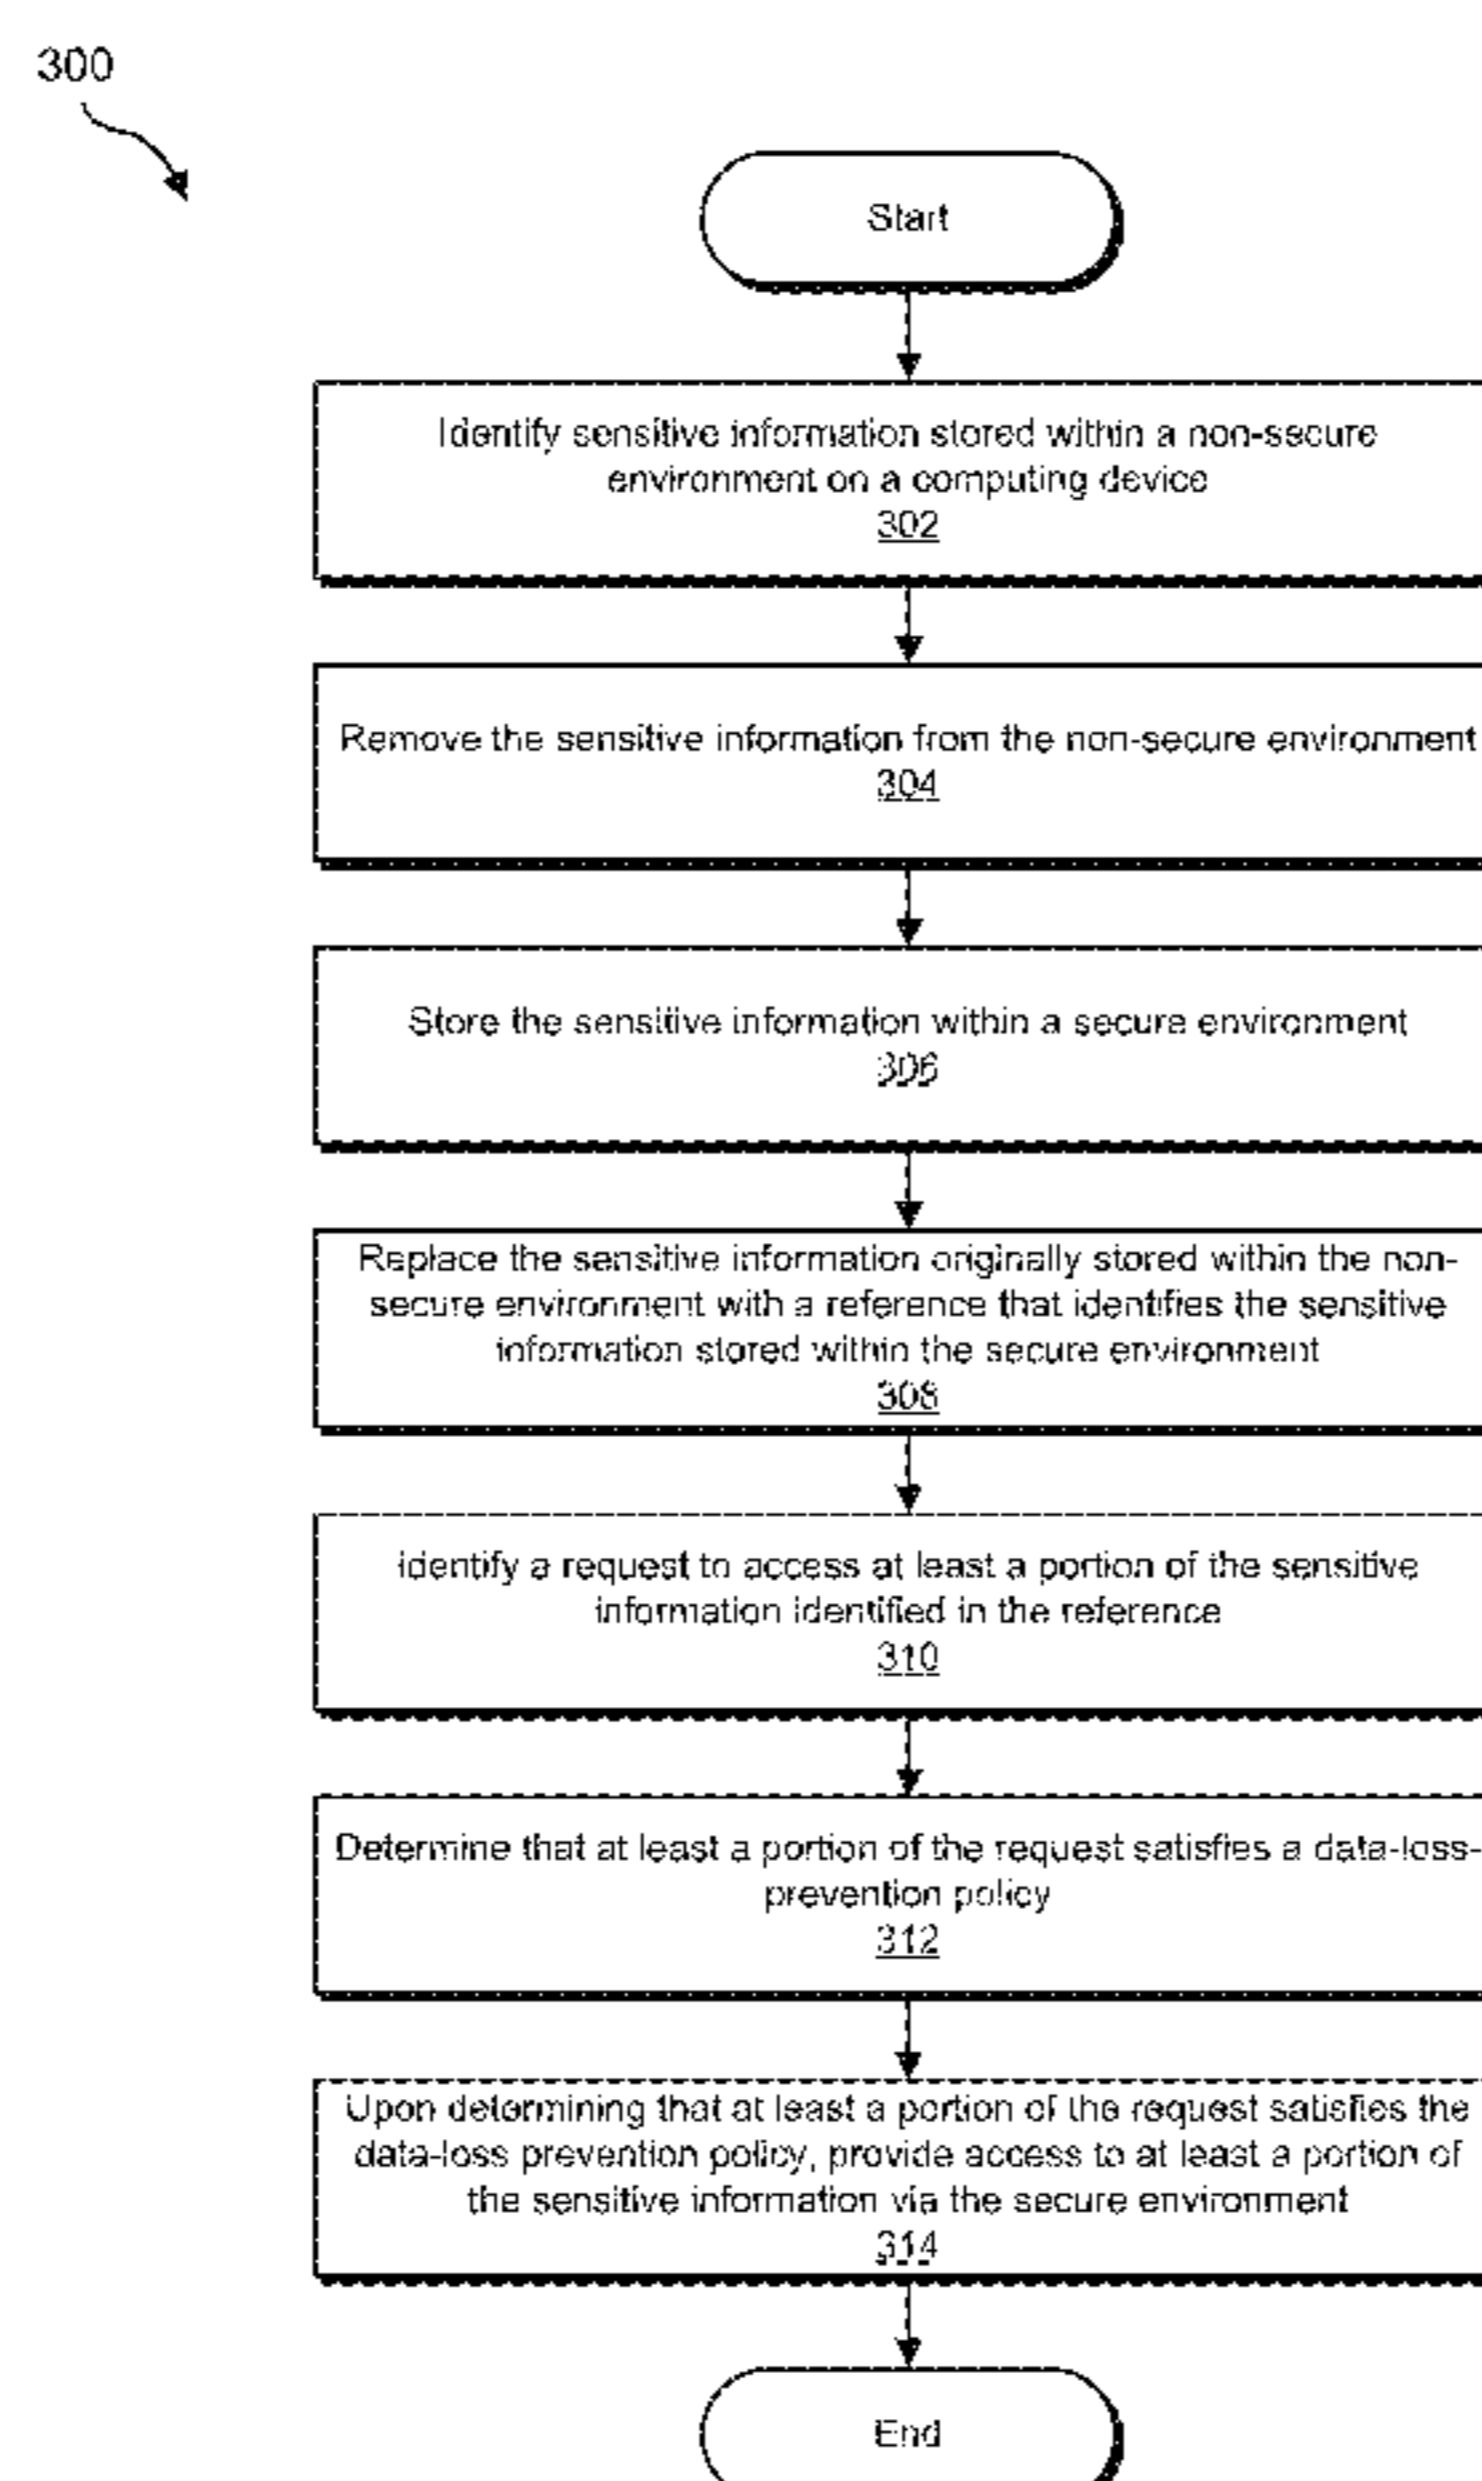 300
Start
Identify sensitive information stored within a non-secure
environment on a computing device
302
Remove the sensitive information from the non-secure environment
304
Store the sensitive information within a secure environment
306
Replace the sensitive information originally stored within the non-
secure environment with a reference that identifies the sensitive
information stored within the secure environment
308
Identify a request to access at least a portion of the sensitive
information identified in the reference
310
Determine that at least a portion of the request satisfies a data-loss-
prevention policy
312
Upon determining that at least a portion of the request satisfies the
data-loss prevention policy, provide access to at least a portion of
the sensitive information via the secure environment
314
End